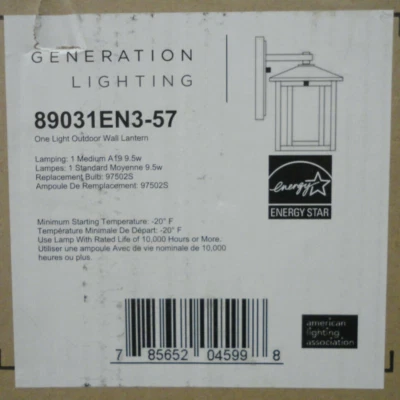 GENERATION
LIGHTING
89031EN3-57
One Light Outdoor Wall Lantern
Lamping: 1 Medium A19 9.5w
Lampes: 1 Standard Moyenne 9.5w
Replacement Bulb: 97502S
Ampoule De Remplacement: 97502S
energy
ENERGY STAR
Minimum Starting Temperature: -20° F
Température Minimale De Départ: -20° F
Use Lamp With Rated Life of 10,000 Hours or More.
Utiliser une ampoule Avec de vie nominale de 10,000
heures ou plus.
american
lighting
association
7 85652 04599 8